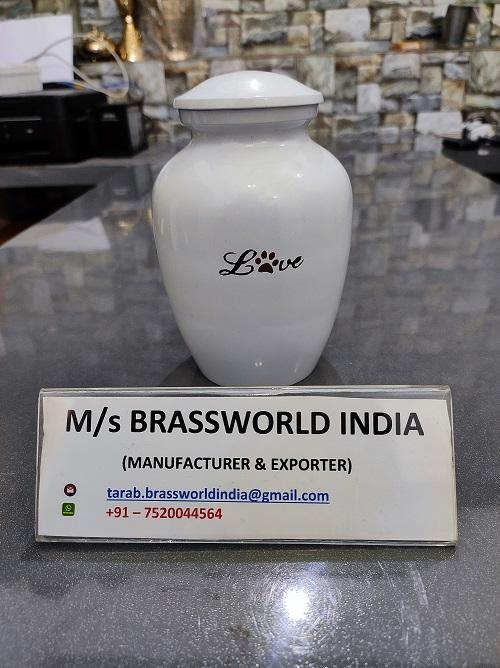 Love
M/s BRASSWORLD INDIA
(MANUFACTURER & EXPORTER)
tarab.brassworldindia@gmail.com
+91 – 7520044564